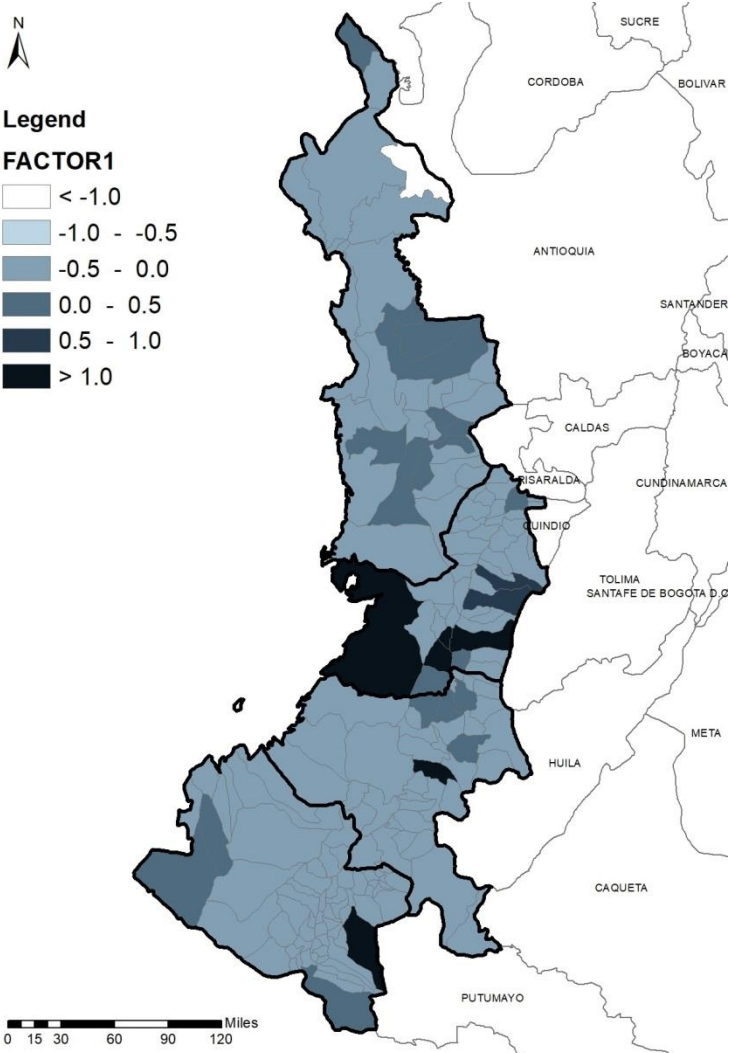 N
Legend
FACTOR1
< -1.0
-1.0 - -0.5
-0.5 - 0.0
0.0 - 0.5
0.5 - 1.0
> 1.0
SUCRE
CORDOBA
BOLIVAR
ANTIOQUIA
SANTANDER
BOYACA
CALDAS
RISARALDA
CUNDINAMARCA
QUINDIO
TOLIMA
SANTAFE DE BOGOTA D.C
META
HUILA
CAQUETA
PUTUMAYO
Miles
0 15 30 60 90 120